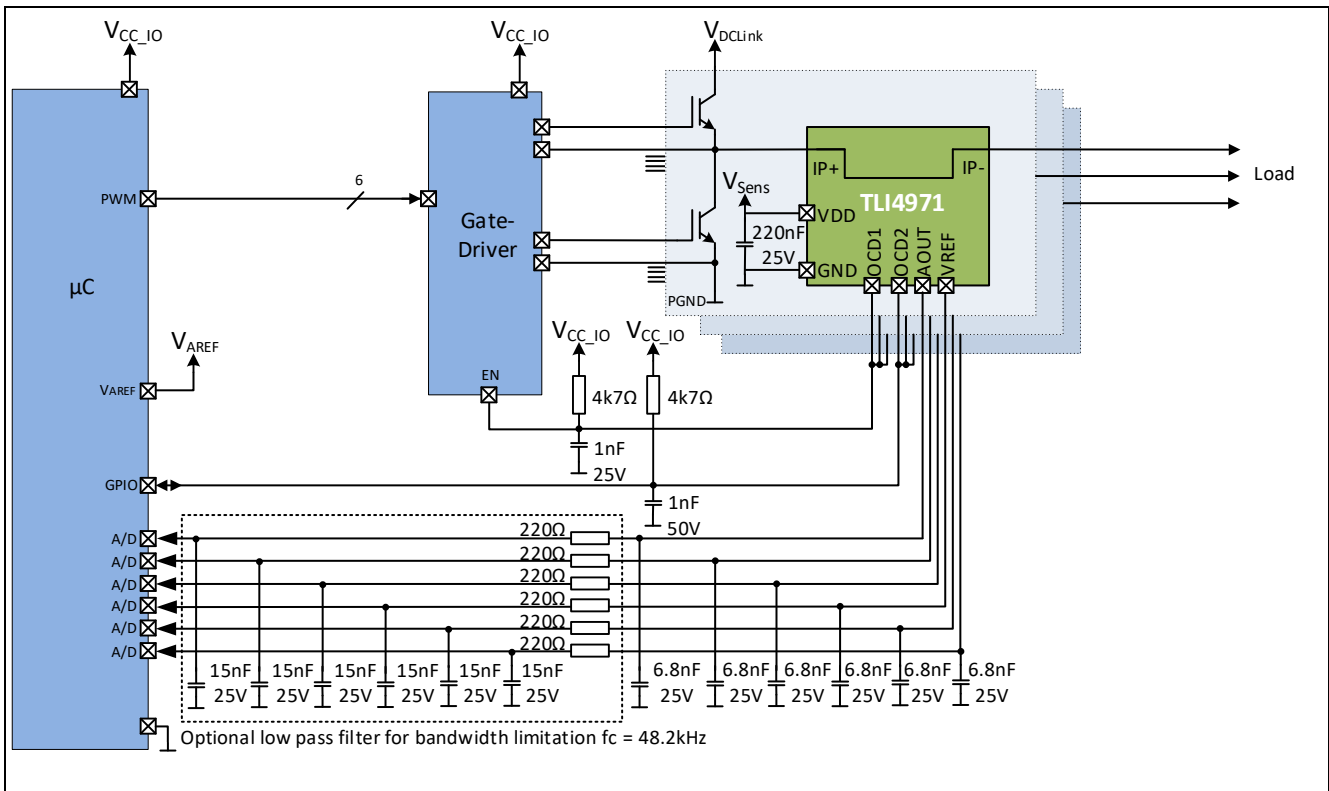 VCC_IO
VCC_IO
VDCLink
µC
PWM
6
Gate-
Driver
VSens
220nF
25V
IP+
IP-
TLI4971
VDD
GND
OCD1
OCD2
AOUT
VREF
Load
PGND
VAREF
VAREF
EN
VCC_IO
VCC_IO
4k7Ω
4k7Ω
1nF
25V
GPIO
1nF
50V
A/D
220Ω
A/D
220Ω
A/D
220Ω
A/D
220Ω
A/D
220Ω
A/D
220Ω
15nF 15nF 15nF 15nF 15nF 15nF 6.8nF 6.8nF 6.8nF 6.8nF 6.8nF 6.8nF
25V 25V 25V 25V 25V 25V 25V 25V 25V 25V 25V 25V
Optional low pass filter for bandwidth limitation fc = 48.2kHz